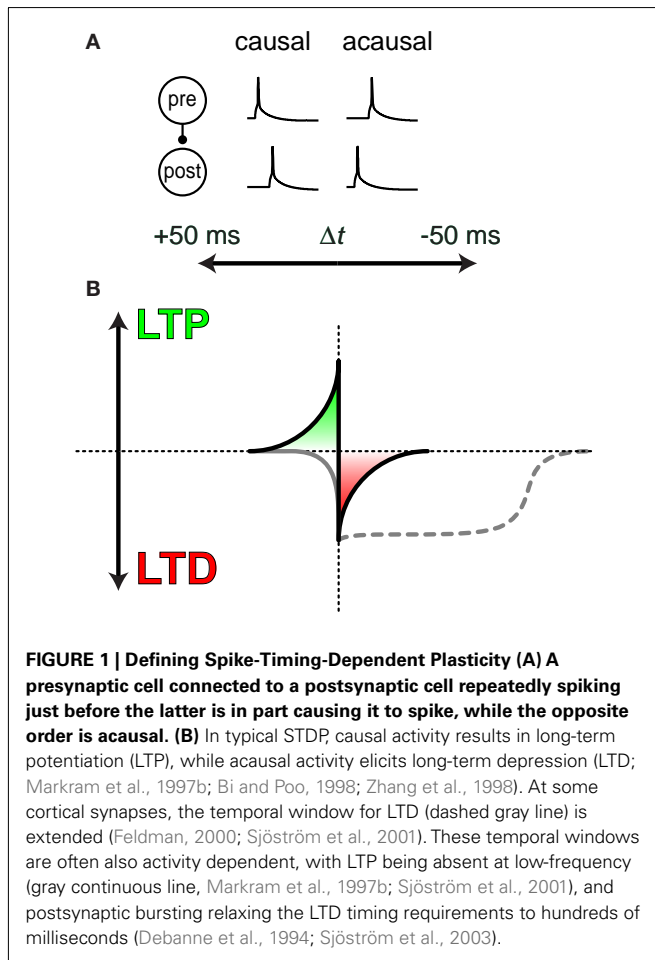 A
causal acausal
pre
post
+50 ms Δt -50 ms
B
LTP
LTD
FIGURE 1 | Defining Spike-Timing-Dependent Plasticity (A) A
presynaptic cell connected to a postsynaptic cell repeatedly spiking
just before the latter is in part causing it to spike, while the opposite
order is acausal. (B) In typical STDP, causal activity results in long-term
potentiation (LTP), while acausal activity elicits long-term depression (LTD;
Markram et al., 1997b; Bi and Poo, 1998; Zhang et al., 1998). At some
cortical synapses, the temporal window for LTD (dashed gray line) is
extended (Feldman, 2000; Sjöström et al., 2001). These temporal windows
are often also activity dependent, with LTP being absent at low-frequency
(gray continuous line, Markram et al., 1997b; Sjöström et al., 2001), and
postsynaptic bursting relaxing the LTD timing requirements to hundreds of
milliseconds (Debanne et al., 1994; Sjöström et al., 2003).